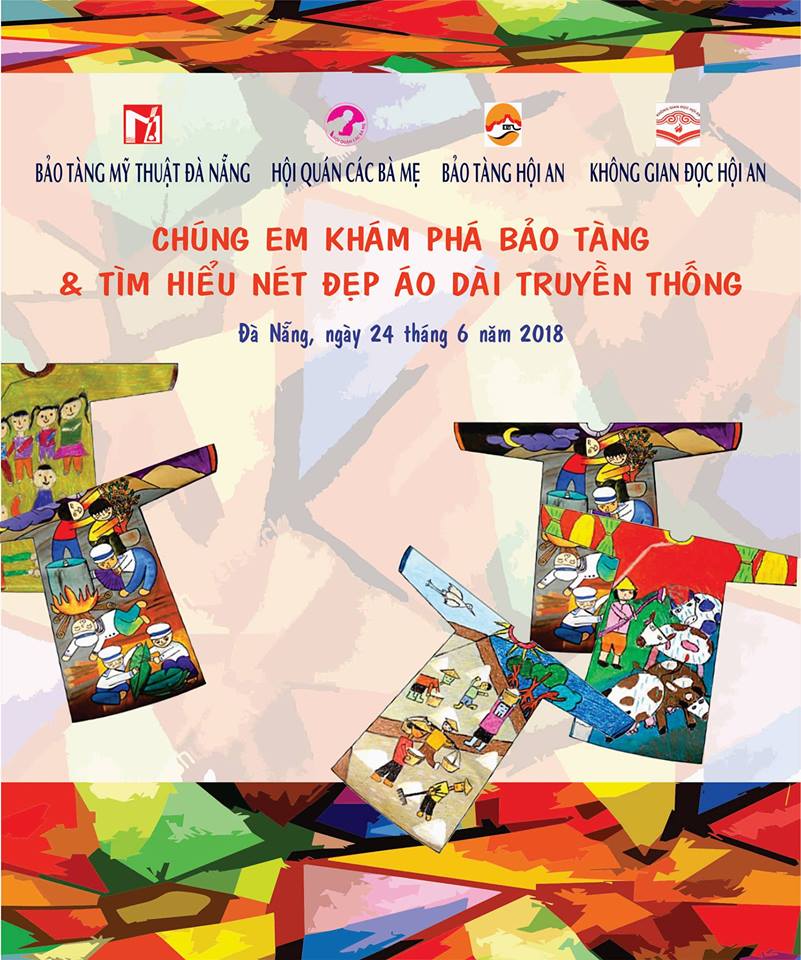 BẢO TÀNG MỸ THUẬT ĐÀ NẴNG HỘI QUÁN CÁC BÀ MẸ BẢO TÀNG HỘI AN KHÔNG GIAN ĐỌC HỘI AN
CHÚNG EM KHÁM PHÁ BẢO TÀNG
& TÌM HIỂU NÉT ĐẸP ÁO DÀI TRUYỀN THỐNG
Đà Nẵng, ngày 24 tháng 6 năm 2018